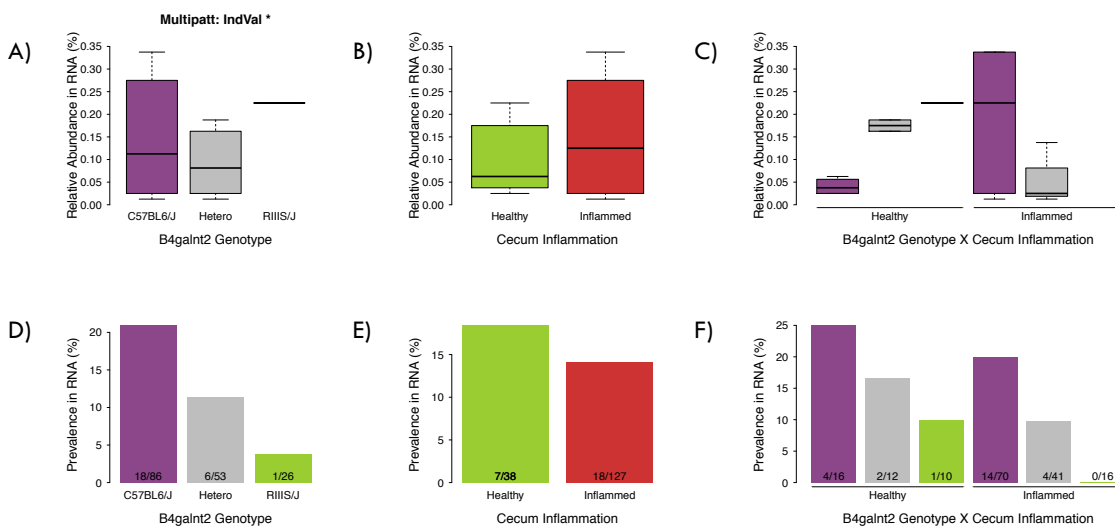 Multipatt: IndVal *
A)
Relative Abundance in RNA (%)
0.35
0.30
0.25
0.20
0.15
0.10
0.05
0.00
C57BL6/J Hetero RIIIS/J
B4galnt2 Genotype
B)
Relative Abundance in RNA (%)
0.35
0.30
0.25
0.20
0.15
0.10
0.05
0.00
Healthy Inflammed
Cecum Inflammation
C)
Relative Abundance in RNA (%)
0.35
0.30
0.25
0.20
0.15
0.10
0.05
0.00
Healthy Inflammed
B4galnt2 Genotype X Cecum Inflammation
D)
Prevalence in RNA (%)
20
15
10
5
0
18/86 6/53 1/26
C57BL6/J Hetero RIIIS/J
B4galnt2 Genotype
E)
Prevalence in RNA (%)
15
10
5
0
7/38 18/127
Healthy Inflammed
Cecum Inflammation
F)
Prevalence in RNA (%)
25
20
15
10
5
0
4/16 2/12 1/10 14/70 4/41 0/16
Healthy Inflammed
B4galnt2 Genotype X Cecum Inflammation